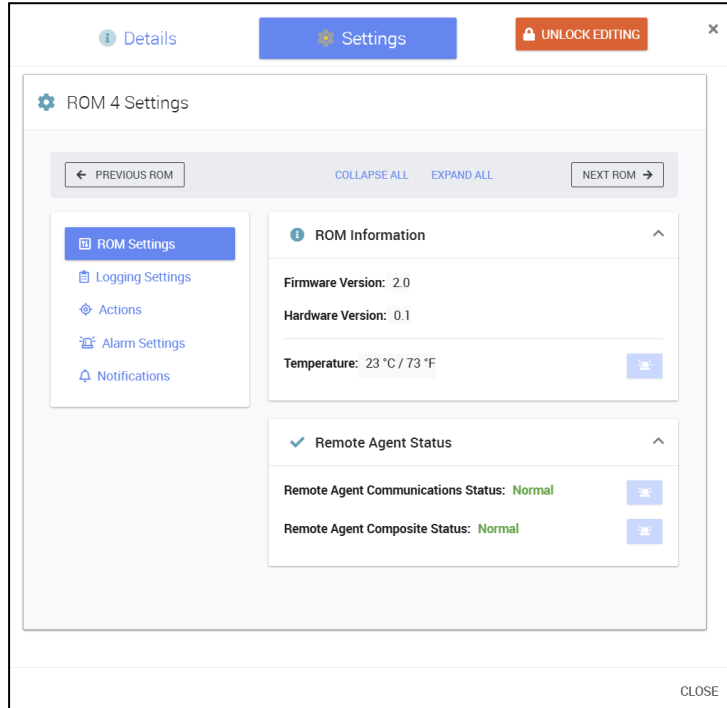 Details
Settings
UNLOCK EDITING
×
ROM 4 Settings
PREVIOUS ROM
COLLAPSE ALL
EXPAND ALL
NEXT ROM
ROM Settings
Logging Settings
Actions
Alarm Settings
Notifications
ROM Information
Firmware Version: 2.0
Hardware Version: 0.1
Temperature: 23 °C / 73 °F
Remote Agent Status
Remote Agent Communications Status: Normal
Remote Agent Composite Status: Normal
CLOSE